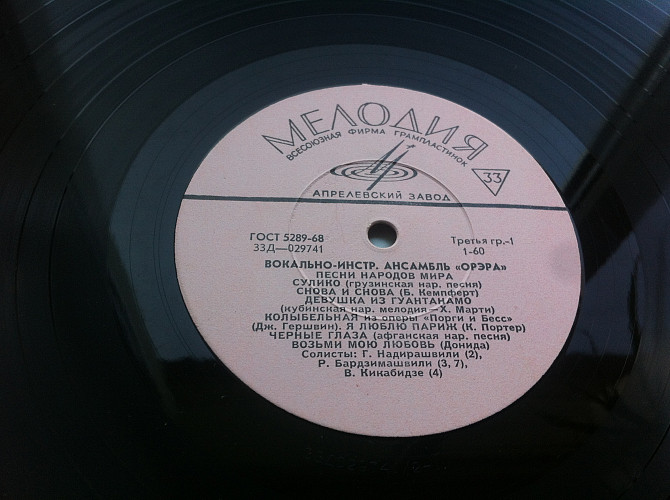 МЕЛОДИЯ
ВСЕСОЮЗНАЯ ФИРМА ГРАМПЛАСТИНОК
33
АПРЕЛЕВСКИЙ ЗАВОД
ГОСТ 5289-68 Третья гр.-1
33Д—029741 1-60
ВОКАЛЬНО-ИНСТР. АНСАМБЛЬ «ОРЭРА»
ПЕСНИ НАРОДОВ МИРА
СУЛИКО (грузинская нар. песня)
СНОВА И СНОВА (Б. Кемпферт)
ДЕВУШКА ИЗ ГУАНТАНАМО
(кубинская нар. мелодия —Х. Марти)
КОЛЫБЕЛЬНАЯ из оперы «Порги и Бесс»
(Дж. Гершвин). Я ЛЮБЛЮ ПАРИЖ (К. Портер)
ЧЕРНЫЕ ГЛАЗА (афганская нар. песня)
ВОЗЬМИ МОЮ ЛЮБОВЬ (Донида)
Солисты: Г. Надирашвили (2),
Р. Бардзимашвили (3, 7),
В. Кикабидзе (4)